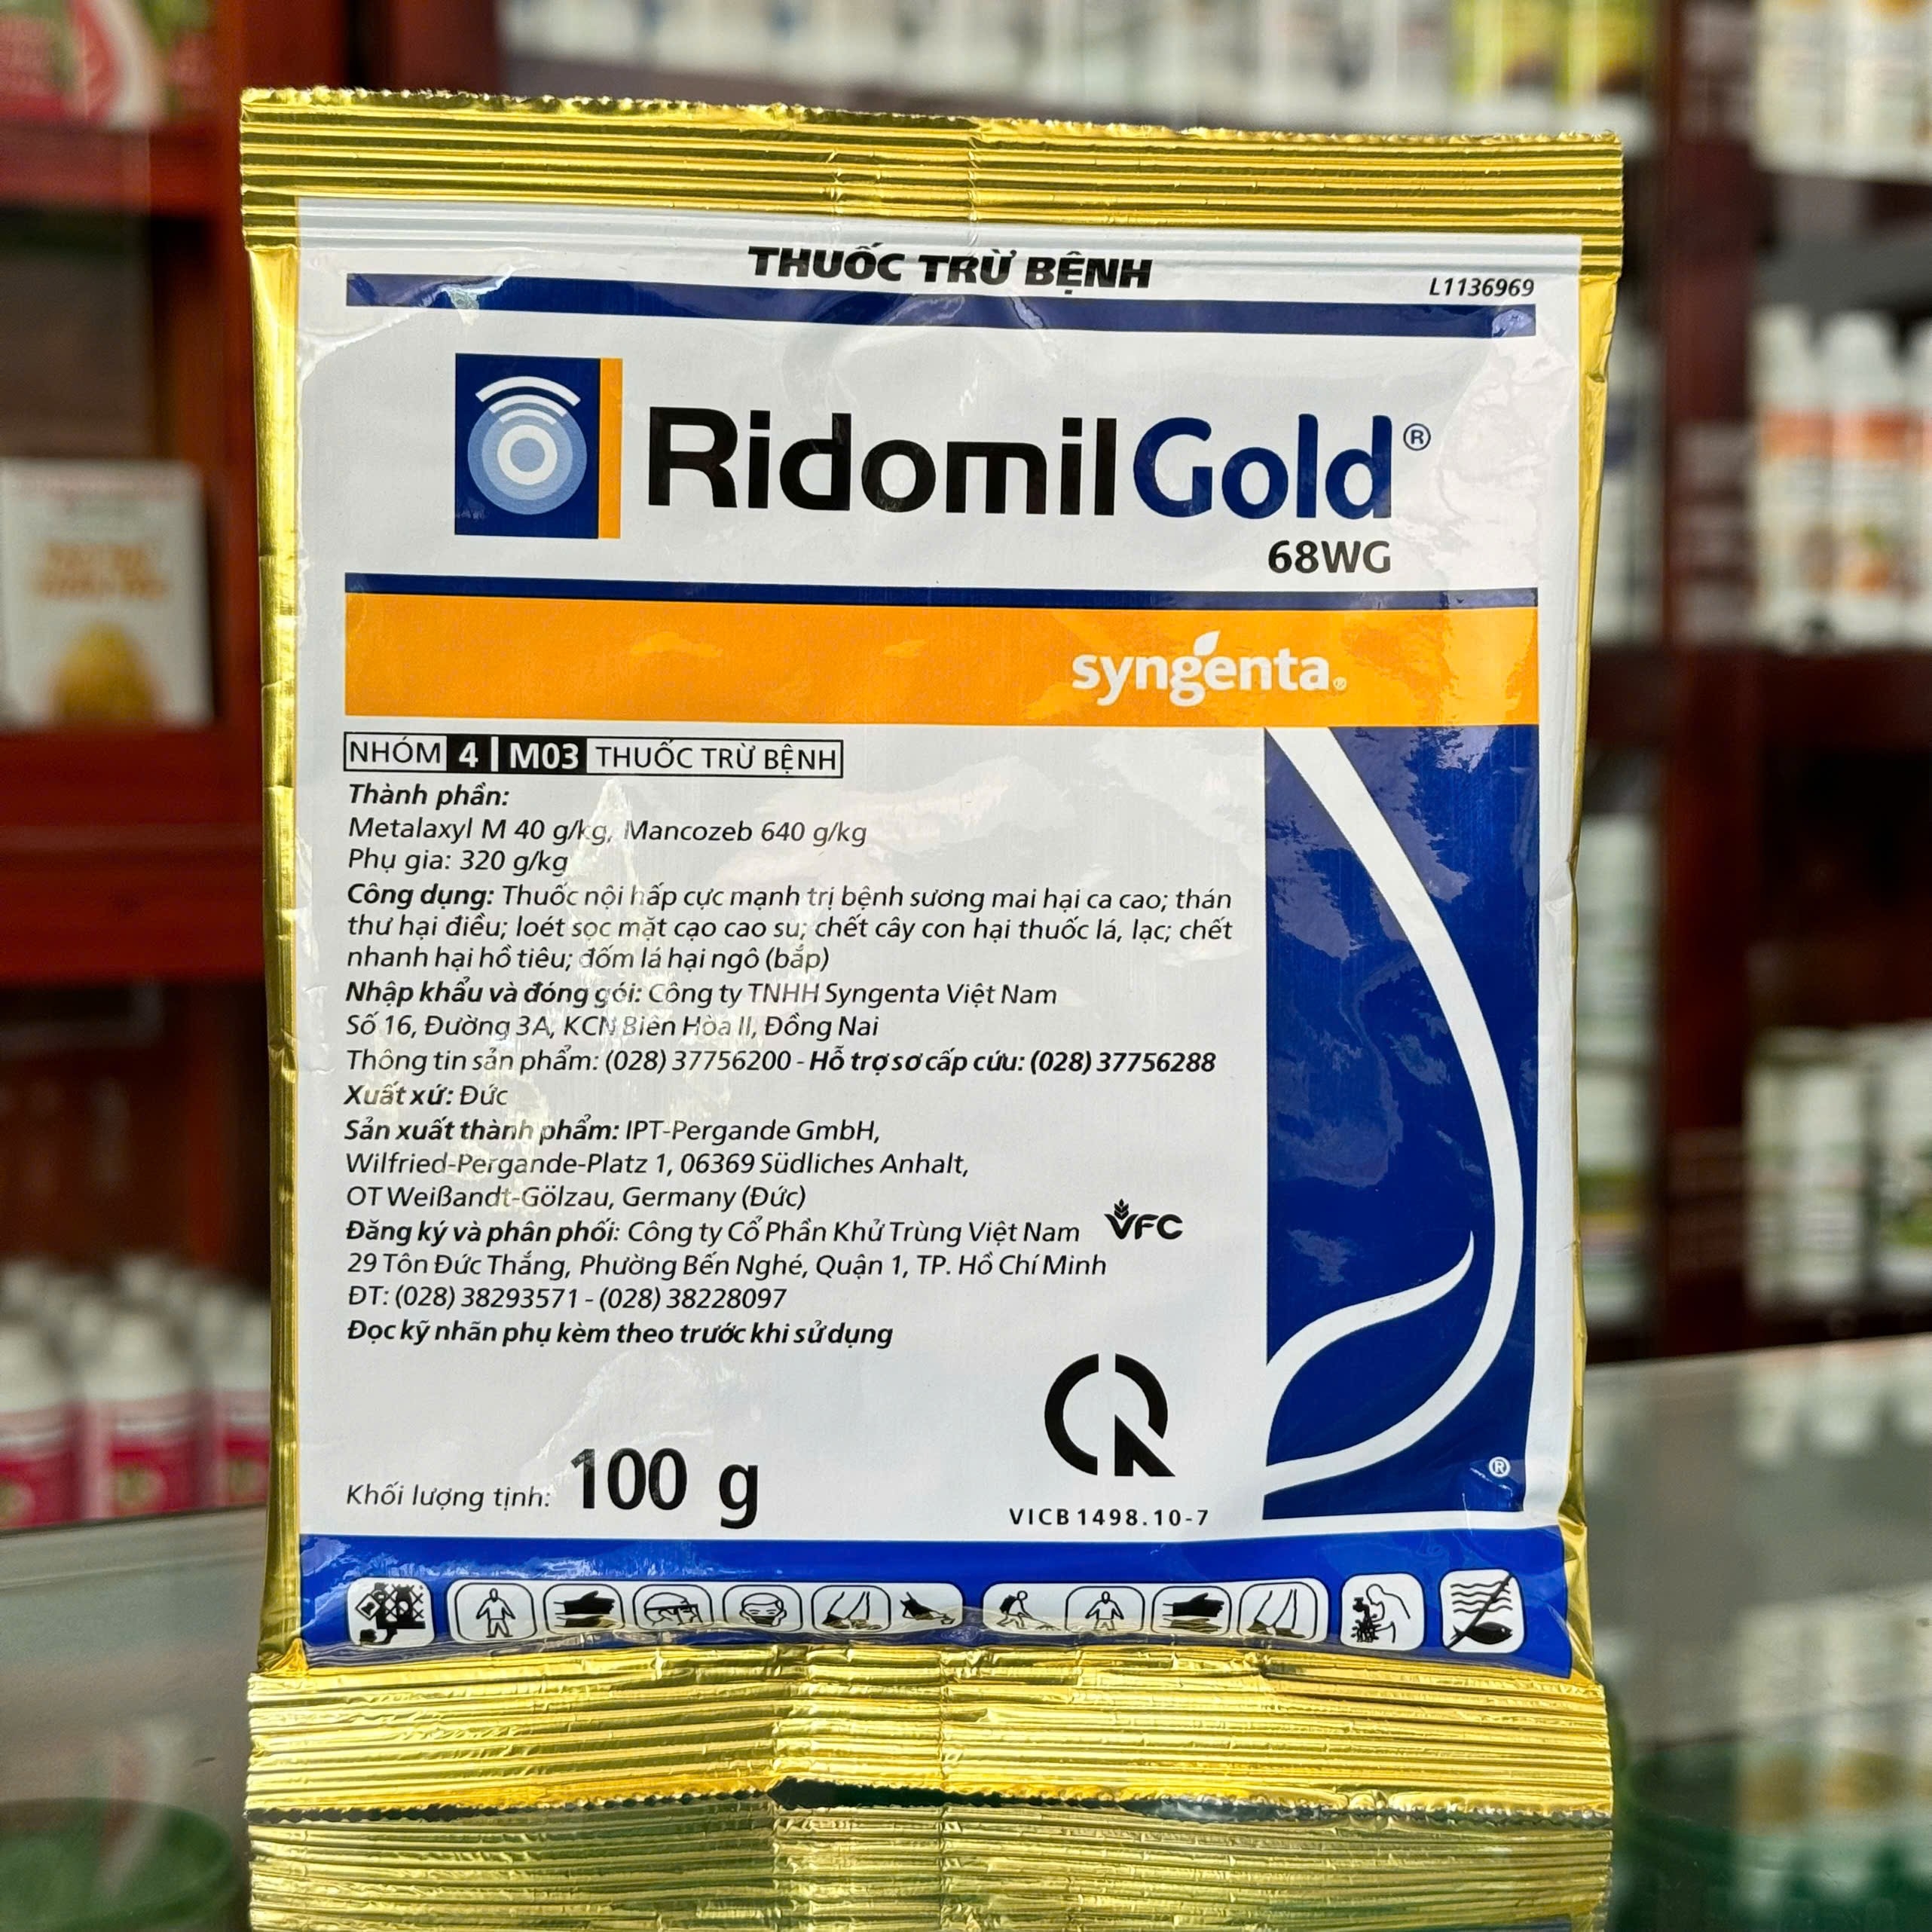 THUỐC TRỪ BỆNH
L1136969
RidomilGold®
68WG
syngenta®
NHÓM 4 | M03 THUỐC TRỪ BỆNH
Thành phần:
Metalaxyl M 40 g/kg, Mancozeb 640 g/kg
Phụ gia: 320 g/kg
Công dụng: Thuốc nội hấp cực mạnh trị bệnh sương mai hại ca cao; thán
thư hại điều; loét sọc mặt cạo cao su; chết cây con hại thuốc lá, lạc; chết
nhanh hại hồ tiêu; đốm lá hại ngô (bắp)
Nhập khẩu và đóng gói: Công ty TNHH Syngenta Việt Nam
Số 16, Đường 3A, KCN Biên Hòa II, Đồng Nai
Thông tin sản phẩm: (028) 37756200 - Hỗ trợ sơ cấp cứu: (028) 37756288
Xuất xứ: Đức
Sản xuất thành phẩm: IPT-Pergande GmbH,
Wilfried-Pergande-Platz 1, 06369 Südliches Anhalt,
OT Weißandt-Gölzau, Germany (Đức)
Đăng ký và phân phối: Công ty Cổ Phần Khử Trùng Việt Nam VFC
29 Tôn Đức Thắng, Phường Bến Nghé, Quận 1, TP. Hồ Chí Minh
ĐT: (028) 38293571 - (028) 38228097
Đọc kỹ nhãn phụ kèm theo trước khi sử dụng
Khối lượng tịnh: 100 g
VICB1498.10-7
®